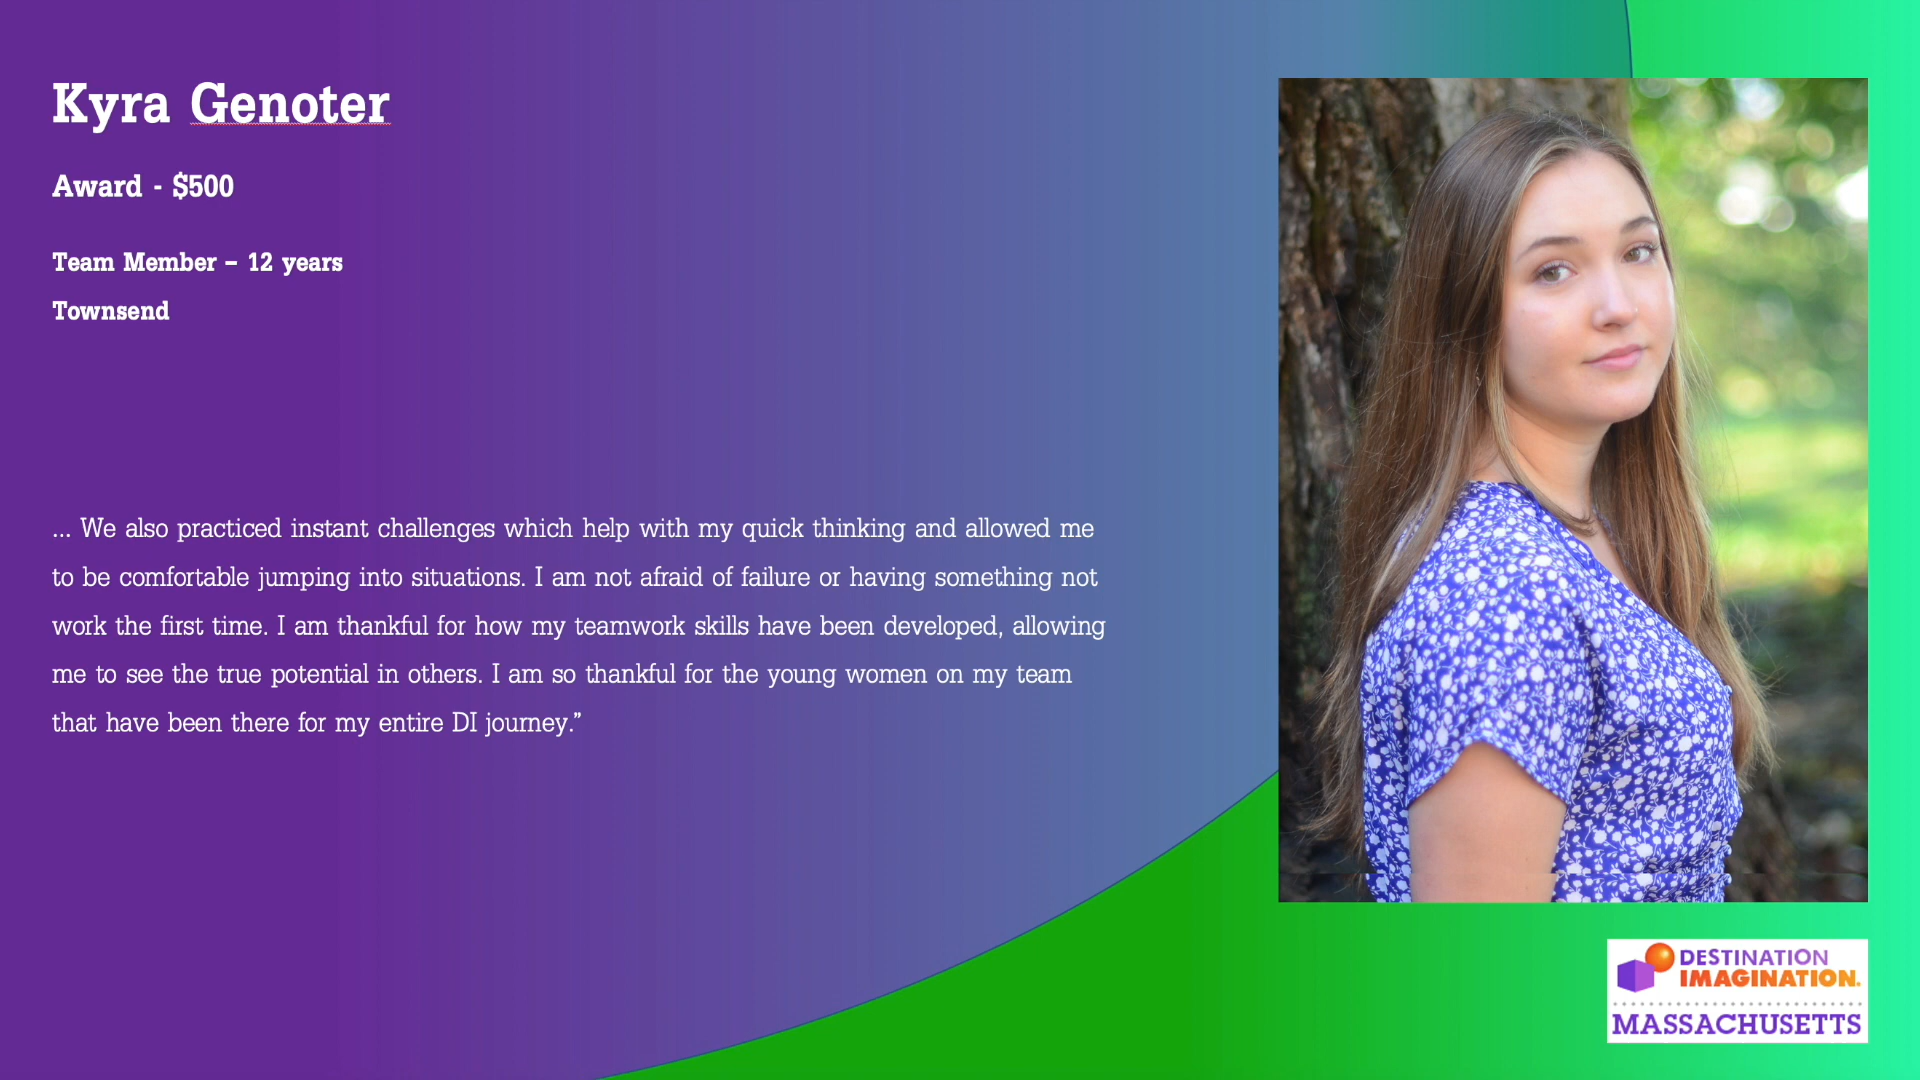 Kyra Genoter
Award - $500
Team Member – 12 years
Townsend
... We also practiced instant challenges which help with my quick thinking and allowed me
to be comfortable jumping into situations. I am not afraid of failure or having something not
work the first time. I am thankful for how my teamwork skills have been developed, allowing
me to see the true potential in others. I am so thankful for the young women on my team
that have been there for my entire DI journey.”
DESTINATION
IMAGINATION.
MASSACHUSETTS